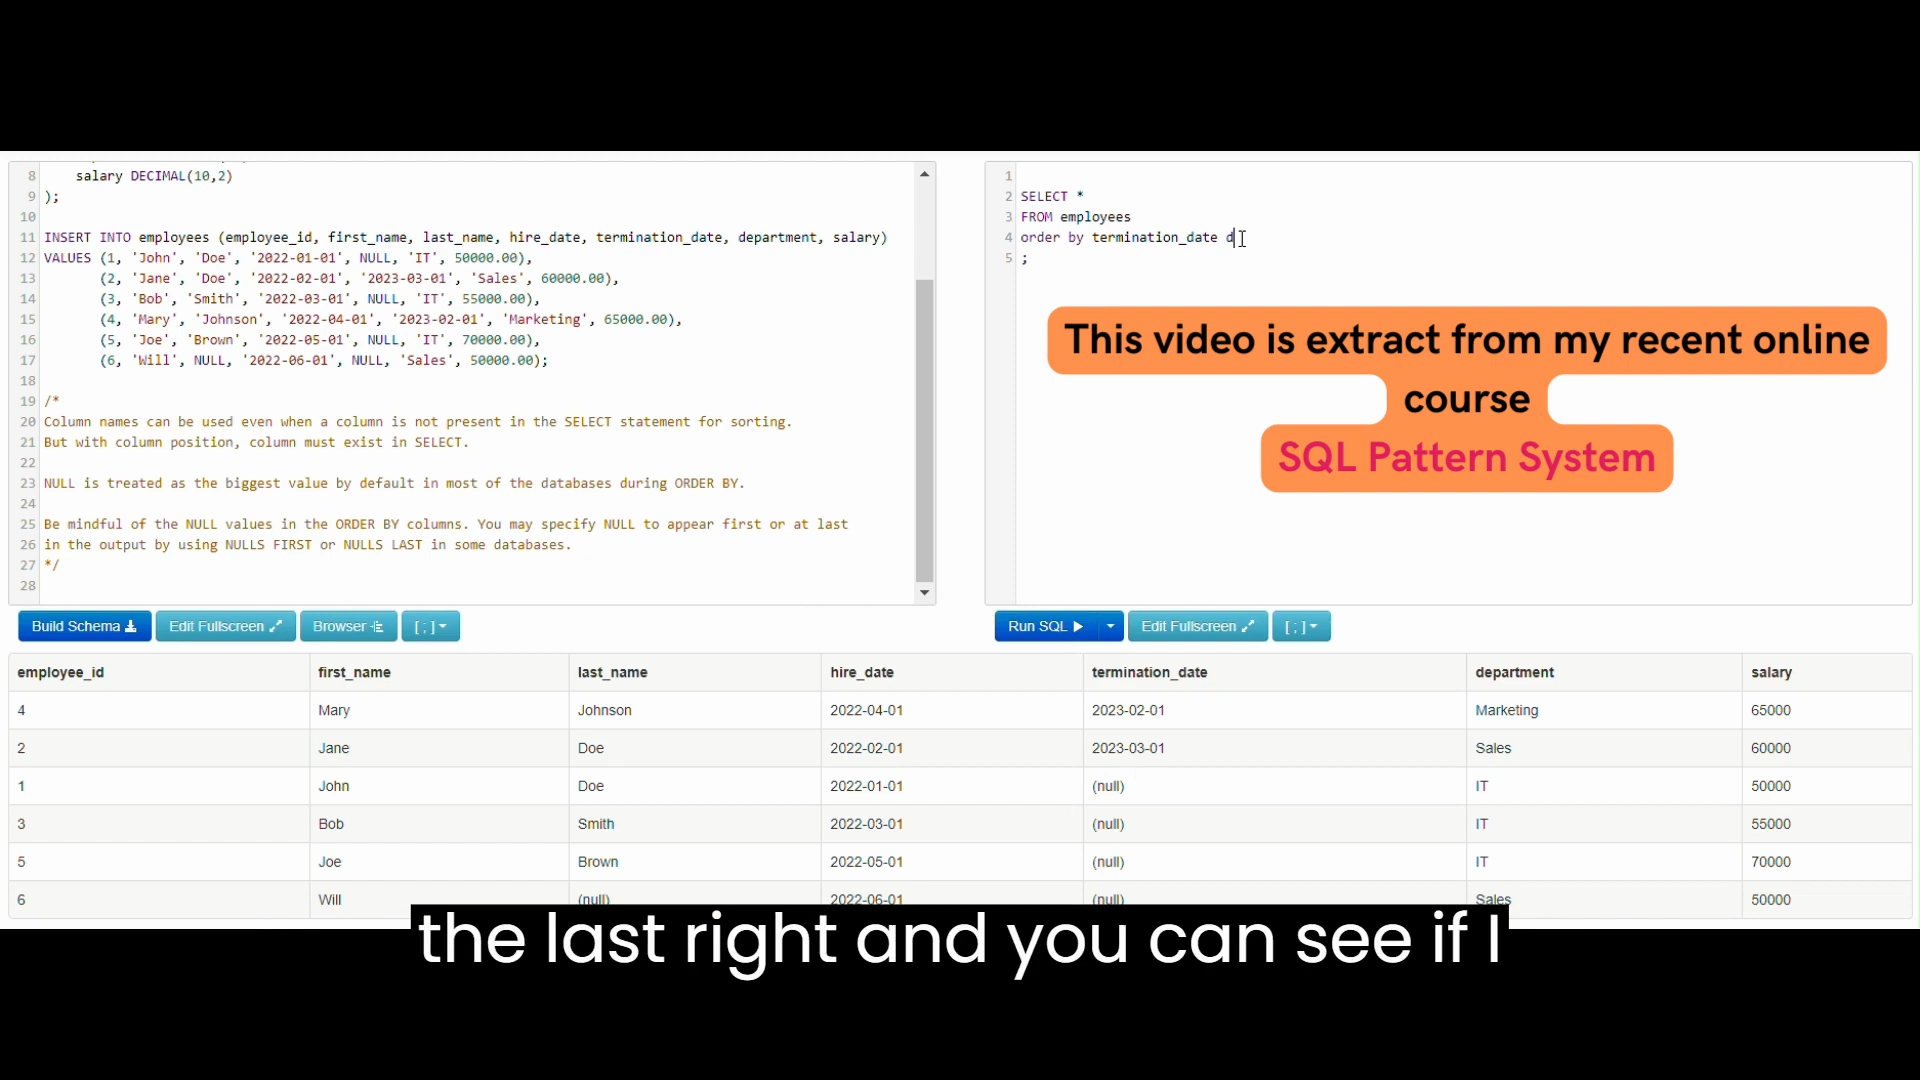 8 salary DECIMAL(10,2)
9 );
10
11 INSERT INTO employees (employee_id, first_name, last_name, hire_date, termination_date, department, salary)
12 VALUES (1, 'John', 'Doe', '2022-01-01', NULL, 'IT', 50000.00),
13 (2, 'Jane', 'Doe', '2022-02-01', '2023-03-01', 'Sales', 60000.00),
14 (3, 'Bob', 'Smith', '2022-03-01', NULL, 'IT', 55000.00),
15 (4, 'Mary', 'Johnson', '2022-04-01', '2023-02-01', 'Marketing', 65000.00),
16 (5, 'Joe', 'Brown', '2022-05-01', NULL, 'IT', 70000.00),
17 (6, 'Will', NULL, '2022-06-01', NULL, 'Sales', 50000.00);
18
19 /*
20 Column names can be used even when a column is not present in the SELECT statement for sorting.
21 But with column position, column must exist in SELECT.
22
23 NULL is treated as the biggest value by default in most of the databases during ORDER BY.
24
25 Be mindful of the NULL values in the ORDER BY columns. You may specify NULL to appear first or at last
26 in the output by using NULLS FIRST or NULLS LAST in some databases.
27 */
28
1
2 SELECT *
3 FROM employees
4 order by termination_date d
5 ;
This video is extract from my recent online
course
SQL Pattern System
Build Schema Edit Fullscreen Browser [ ; ]
Run SQL Edit Fullscreen [ ; ]
employee_id first_name last_name hire_date termination_date department salary
4 Mary Johnson 2022-04-01 2023-02-01 Marketing 65000
2 Jane Doe 2022-02-01 2023-03-01 Sales 60000
1 John Doe 2022-01-01 (null) IT 50000
3 Bob Smith 2022-03-01 (null) IT 55000
5 Joe Brown 2022-05-01 (null) IT 70000
6 Will (null) 2022-06-01 (null) Sales 50000
the last right and you can see if I